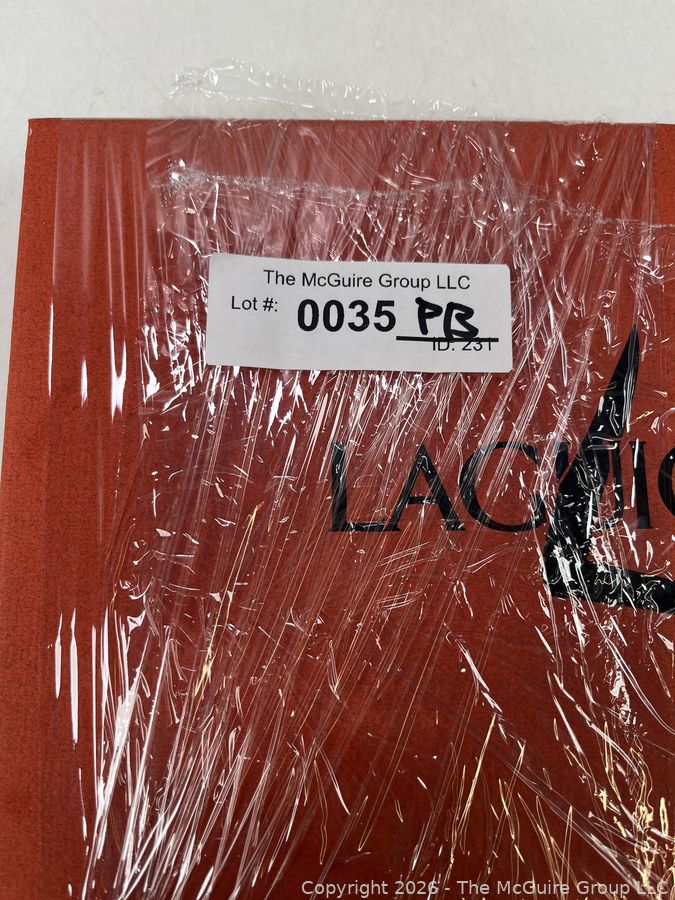 The McGuire Group LLC
Lot #: 0035 PB
ID: 231
Copyright 2026 - The McGuire Group LLC